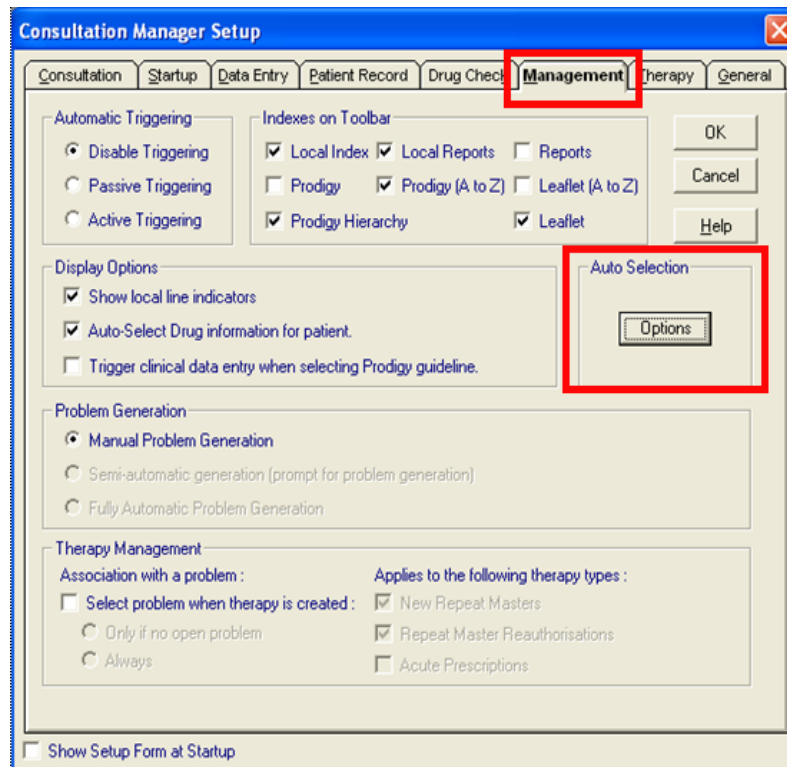 Consultation Manager Setup
Consultation Startup Data Entry Patient Record Drug Check Management Therapy General
Automatic Triggering
Disable Triggering
Passive Triggering
Active Triggering
Indexes on Toolbar
Local Index Local Reports Reports
Prodigy Prodigy (A to Z) Leaflet (A to Z)
Prodigy Hierarchy Leaflet
OK
Cancel
Help
Display Options
Show local line indicators
Auto-Select Drug information for patient.
Trigger clinical data entry when selecting Prodigy guideline.
Auto Selection
Options
Problem Generation
Manual Problem Generation
Semi-automatic generation (prompt for problem generation)
Fully Automatic Problem Generation
Therapy Management
Association with a problem :
Select problem when therapy is created :
Only if no open problem
Always
Applies to the following therapy types :
New Repeat Masters
Repeat Master Reauthorisations
Acute Prescriptions
Show Setup Form at Startup